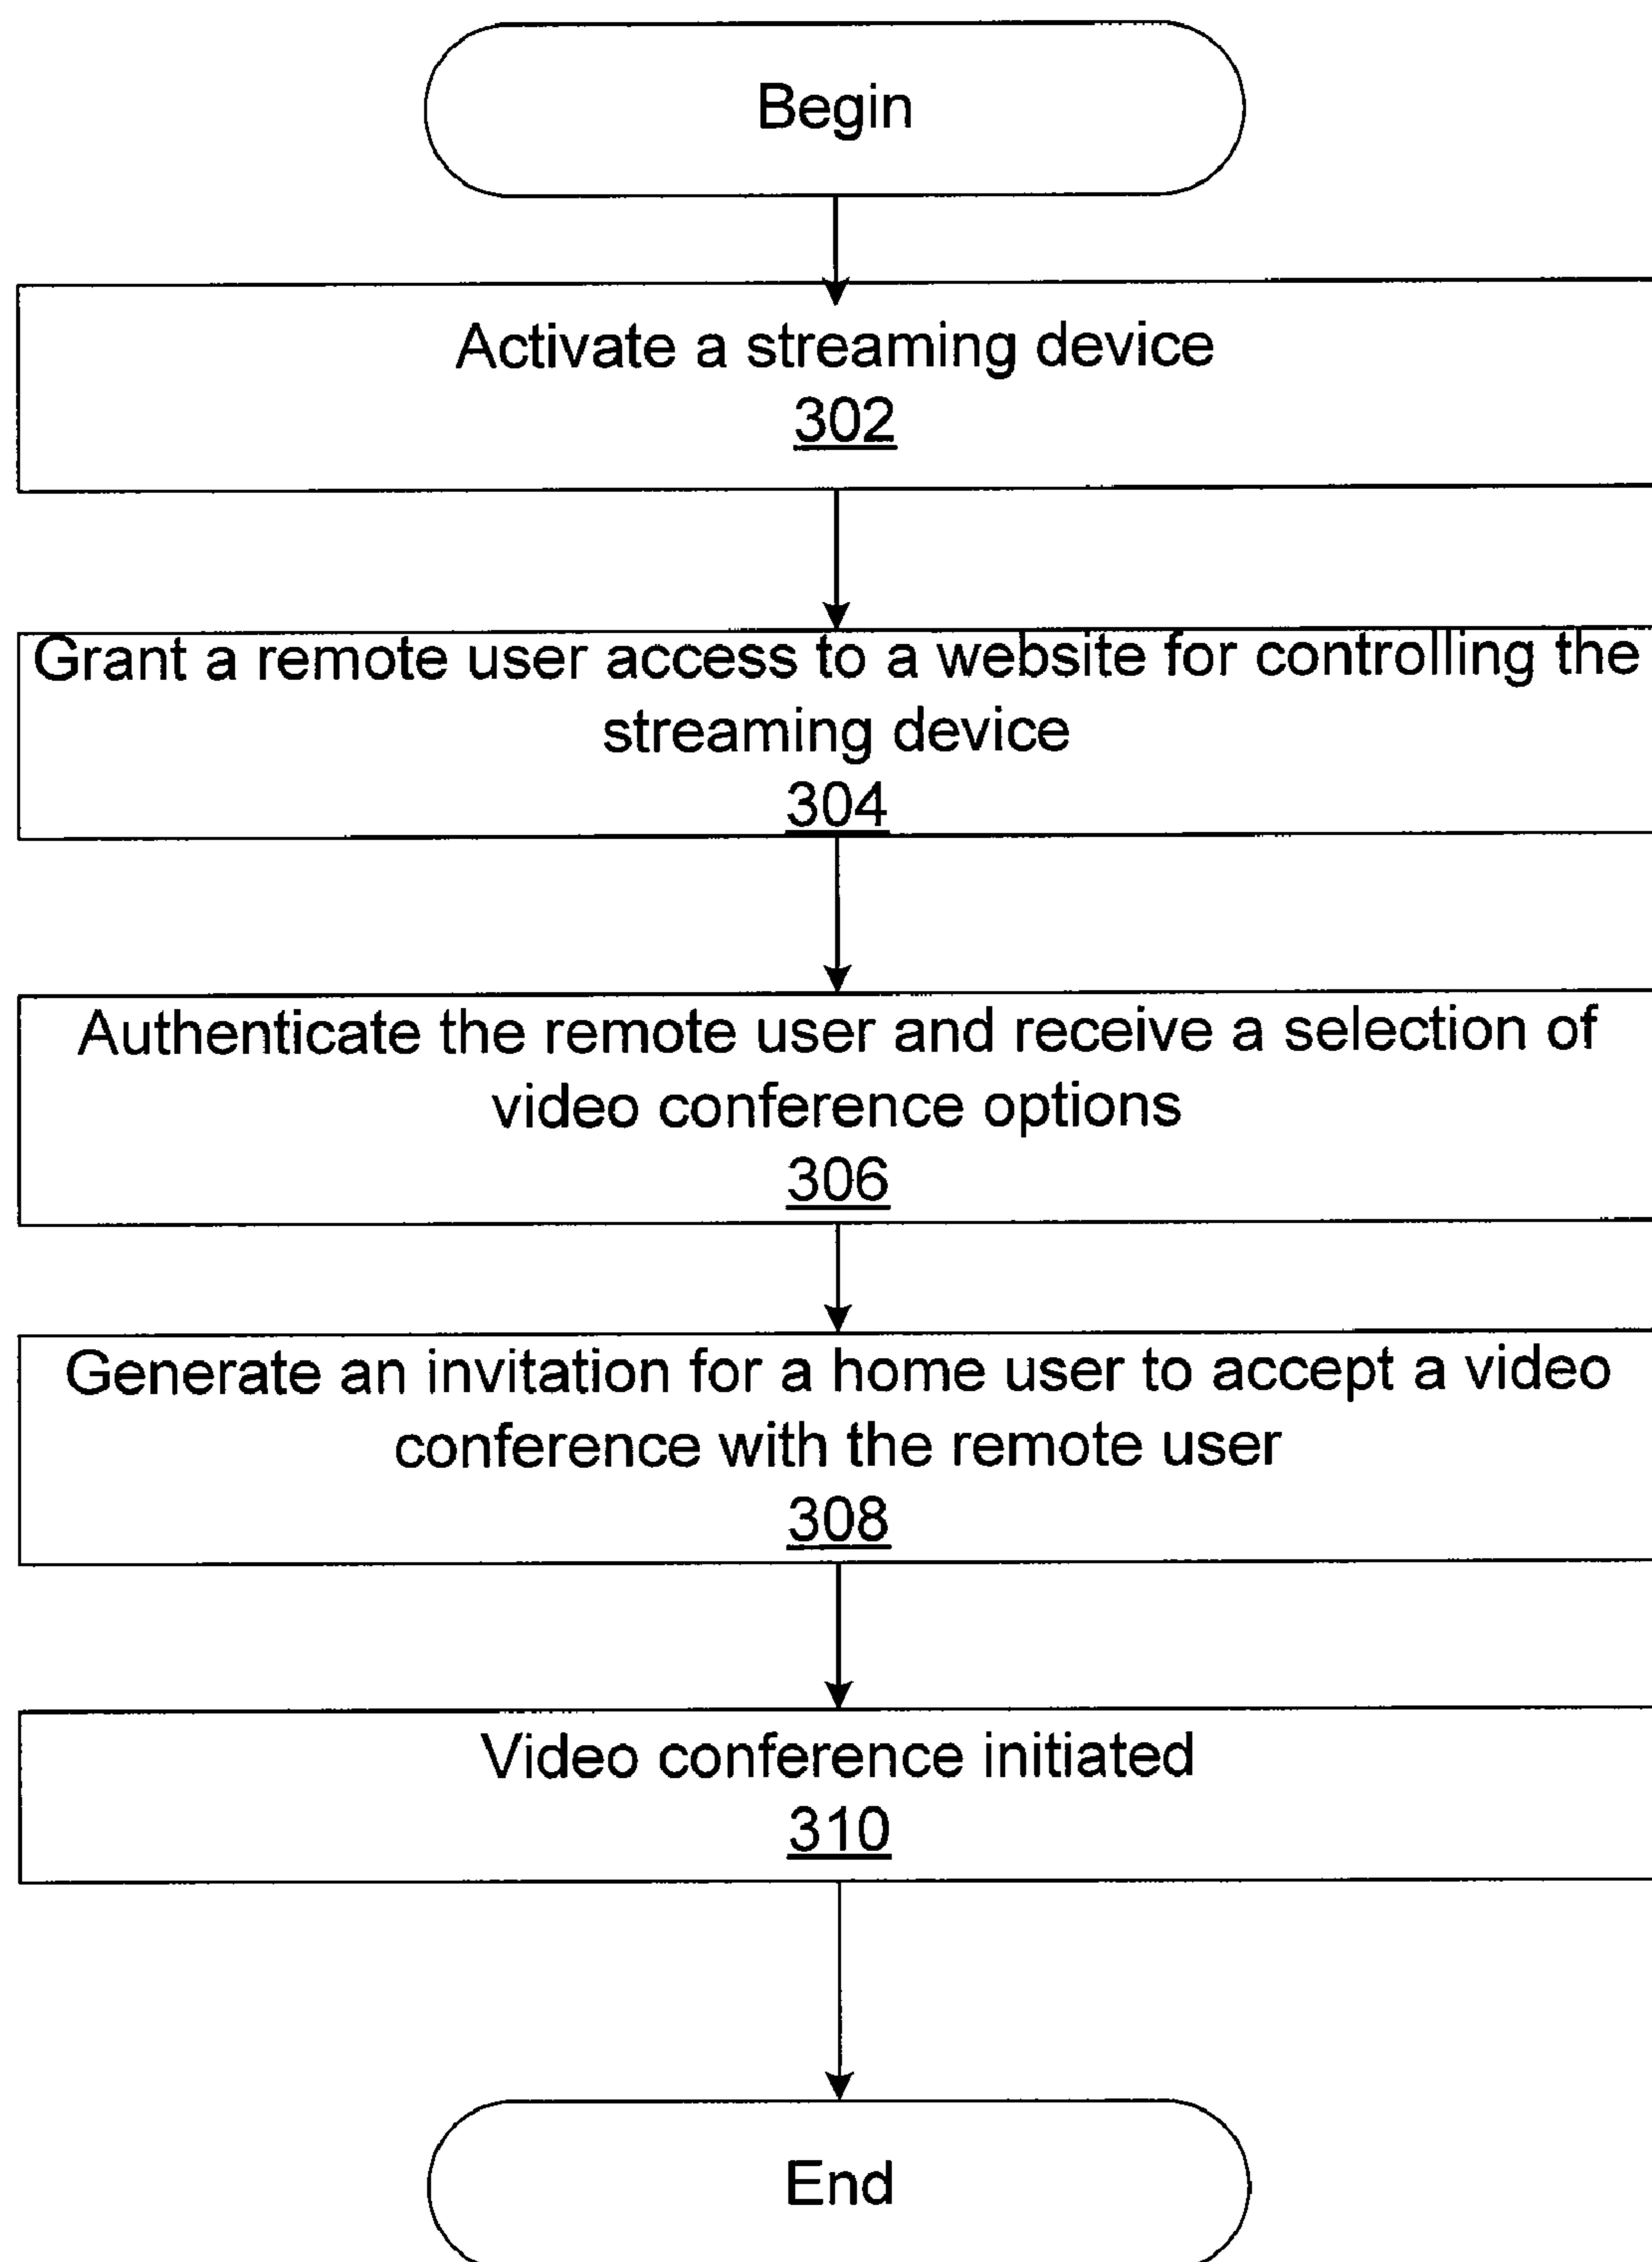 Begin
Activate a streaming device
302
Grant a remote user access to a website for controlling the
streaming device
304
Authenticate the remote user and receive a selection of
video conference options
306
Generate an invitation for a home user to accept a video
conference with the remote user
308
Video conference initiated
310
End